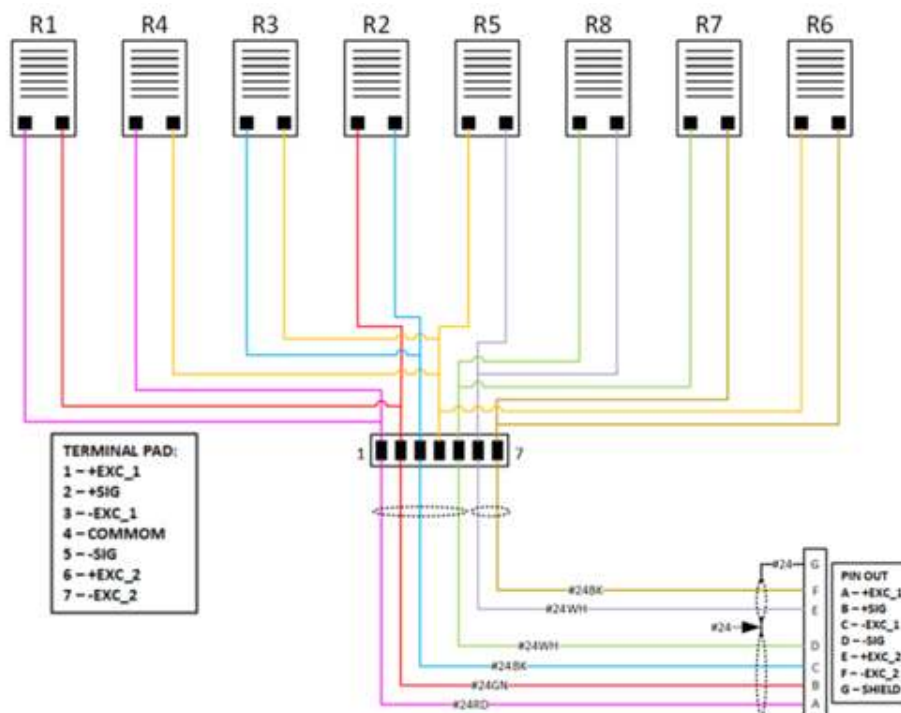 R1 R4 R3 R2 R5 R8 R7 R6
1 7
TERMINAL PAD:
1 – +EXC_1
2 – +SIG
3 – -EXC_1
4 – COMMOM
5 – -SIG
6 – +EXC_2
7 – -EXC_2
#24 G
#24BK F
#24WH E
#24
#24WH D
#24BK C
#24GN B
#24RD A
PIN OUT
A – +EXC_1
B – +SIG
C – -EXC_1
D – -SIG
E – +EXC_2
F – -EXC_2
G – SHIELD